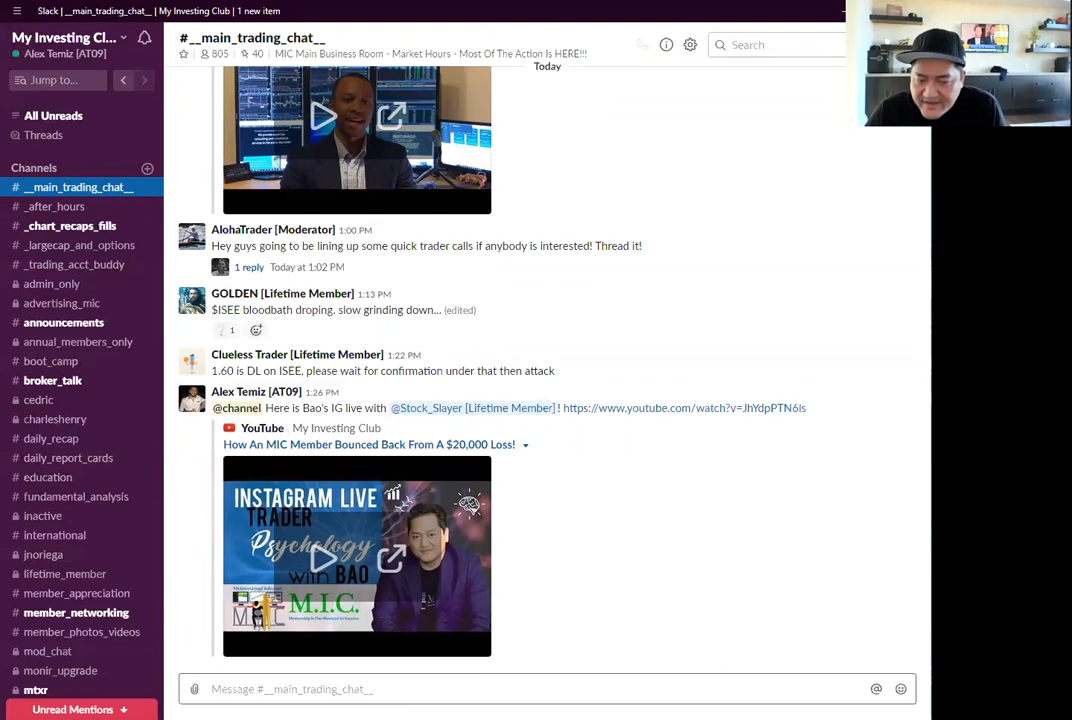 Slack | __main_trading_chat__ | My Investing Club | 1 new item
My Investing Cl...
Alex Temiz [AT09]
Jump to...
All Unreads
Threads
Channels
# __main_trading_chat__
# _after_hours
# _chart_recaps_fills
# _largecap_and_options
# _trading_acct_buddy
admin_only
advertising_mic
# announcements
annual_members_only
boot_camp
# broker_talk
cedric
charleshenry
# daily_recap
# daily_report_cards
# education
# fundamental_analysis
inactive
# international
jnoriega
lifetime_member
# member_appreciation
# member_networking
# member_photos_videos
mod_chat
monir_upgrade
mtxr
Unread Mentions
#__main_trading_chat__
805 40 MIC Main Business Room - Market Hours - Most Of The Action Is HERE!!!
Search
Today
AlohaTrader [Moderator] 1:00 PM
Hey guys going to be lining up some quick trader calls if anybody is interested! Thread it!
1 reply Today at 1:02 PM
GOLDEN [Lifetime Member] 1:13 PM
$ISEE bloodbath droping. slow grinding down... (edited)
1
Clueless Trader [Lifetime Member] 1:22 PM
1.60 is DL on ISEE, please wait for confirmation under that then attack
Alex Temiz [AT09] 1:26 PM
@channel Here is Bao's IG live with @Stock_Slayer [Lifetime Member] ! https://www.youtube.com/watch?v=JhYdpPTN6ls
YouTube My Investing Club
How An MIC Member Bounced Back From A $20,000 Loss!
INSTAGRAM LIVE
TRADER
Psychology
with BAO
M.I.C.
Message #__main_trading_chat__